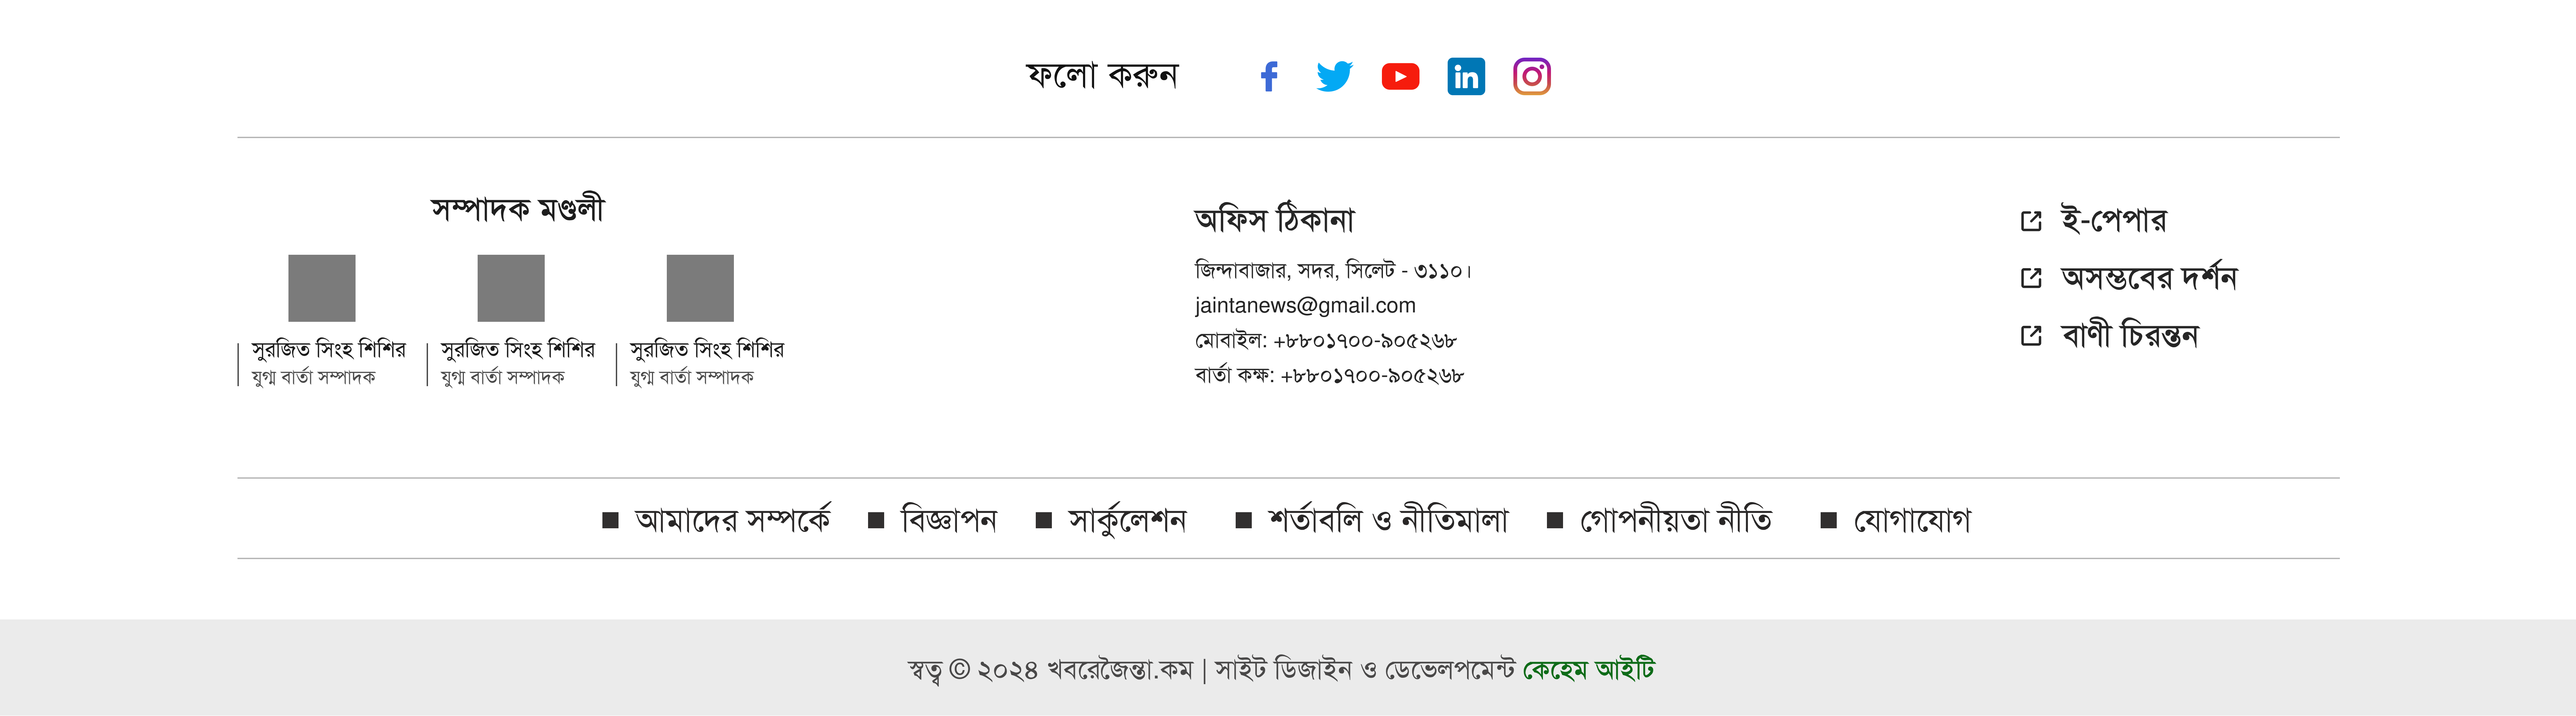 ফলো করুন
সম্পাদক মণ্ডলী
সুরজিত সিংহ শিশির
যুগ্ম বার্তা সম্পাদক
সুরজিত সিংহ শিশির
যুগ্ম বার্তা সম্পাদক
সুরজিত সিংহ শিশির
যুগ্ম বার্তা সম্পাদক
অফিস ঠিকানা
জিন্দাবাজার, সদর, সিলেট - ৩১১০।
jaintanews@gmail.com
মোবাইল: +৮৮০১৭০০-৯০৫২৬৮
বার্তা কক্ষ: +৮৮০১৭০০-৯০৫২৬৮
ই-পেপার
অসম্ভবের দর্শন
বাণী চিরন্তন
আমাদের সম্পর্কে
বিজ্ঞাপন
সার্কুলেশন
শর্তাবলি ও নীতিমালা
গোপনীয়তা নীতি
যোগাযোগ
স্বত্ব © ২০২৪ খবরেজৈন্তা.কম | সাইট ডিজাইন ও ডেভেলপমেন্ট কেহেম আইটি